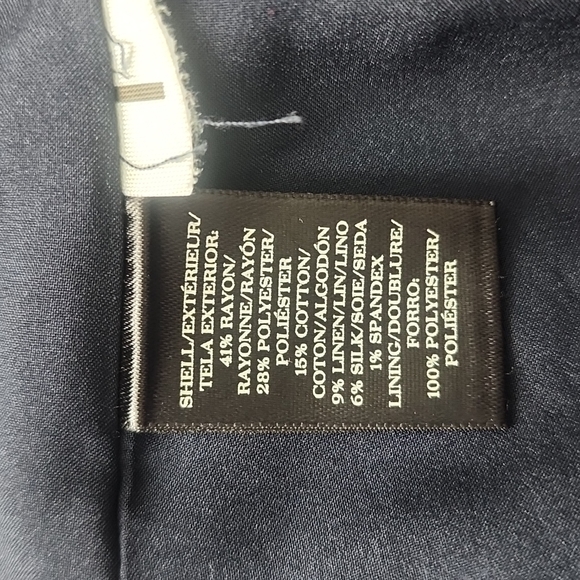 SHELL/EXTÉRIEUR/
TELA EXTERIOR:
41% RAYON/
RAYONNE/RAYÓN
28% POLYESTER/
POLIÉSTER
15% COTTON/
COTON/ALGODÓN
9% LINEN/LIN/LINO
6% SILK/SOIE/SEDA
1% SPANDEX
LINING/DOUBLURE/
FORRO:
100% POLYESTER/
POLIÉSTER